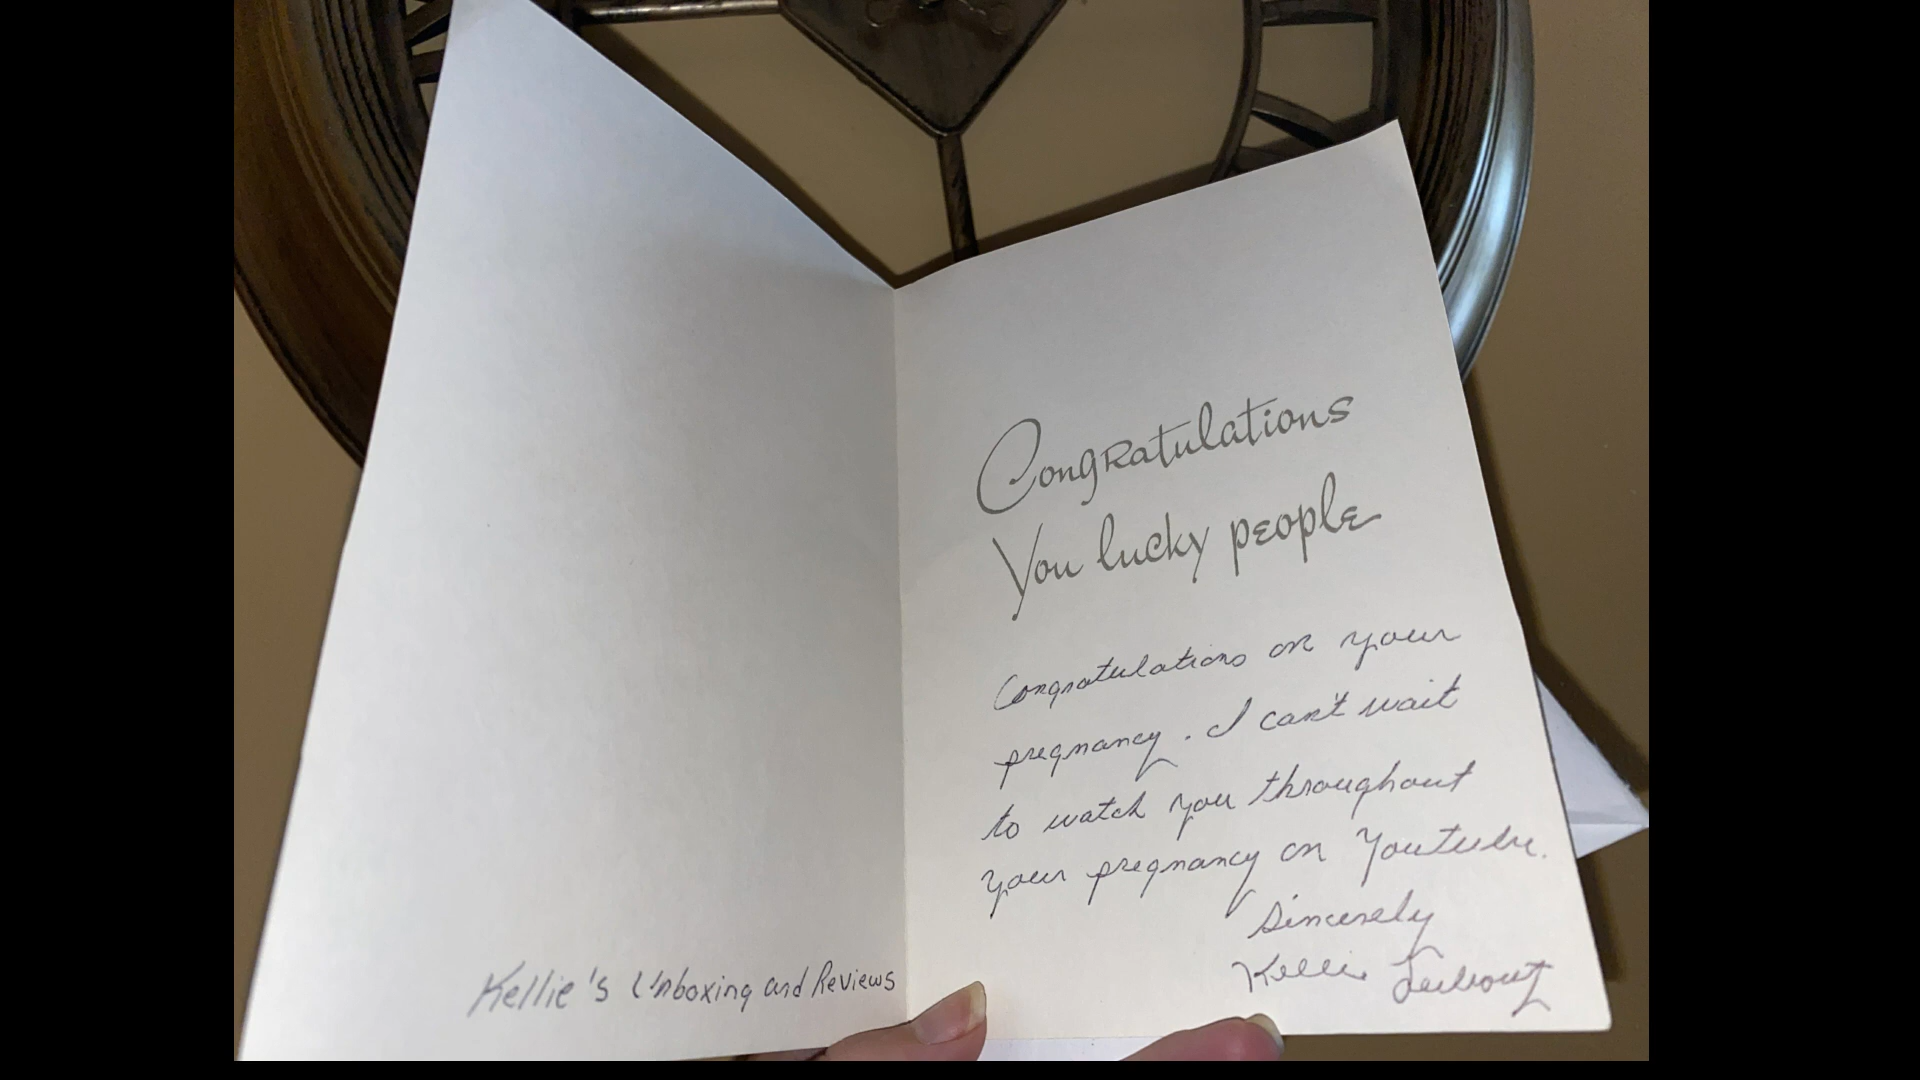 Kellie's Unboxing and Reviews
Congratulations
You lucky people
Congratulations on your
pregnancy. I can't wait
to watch you throughout
your pregnancy on Youtube.
Sincerely
Kellie